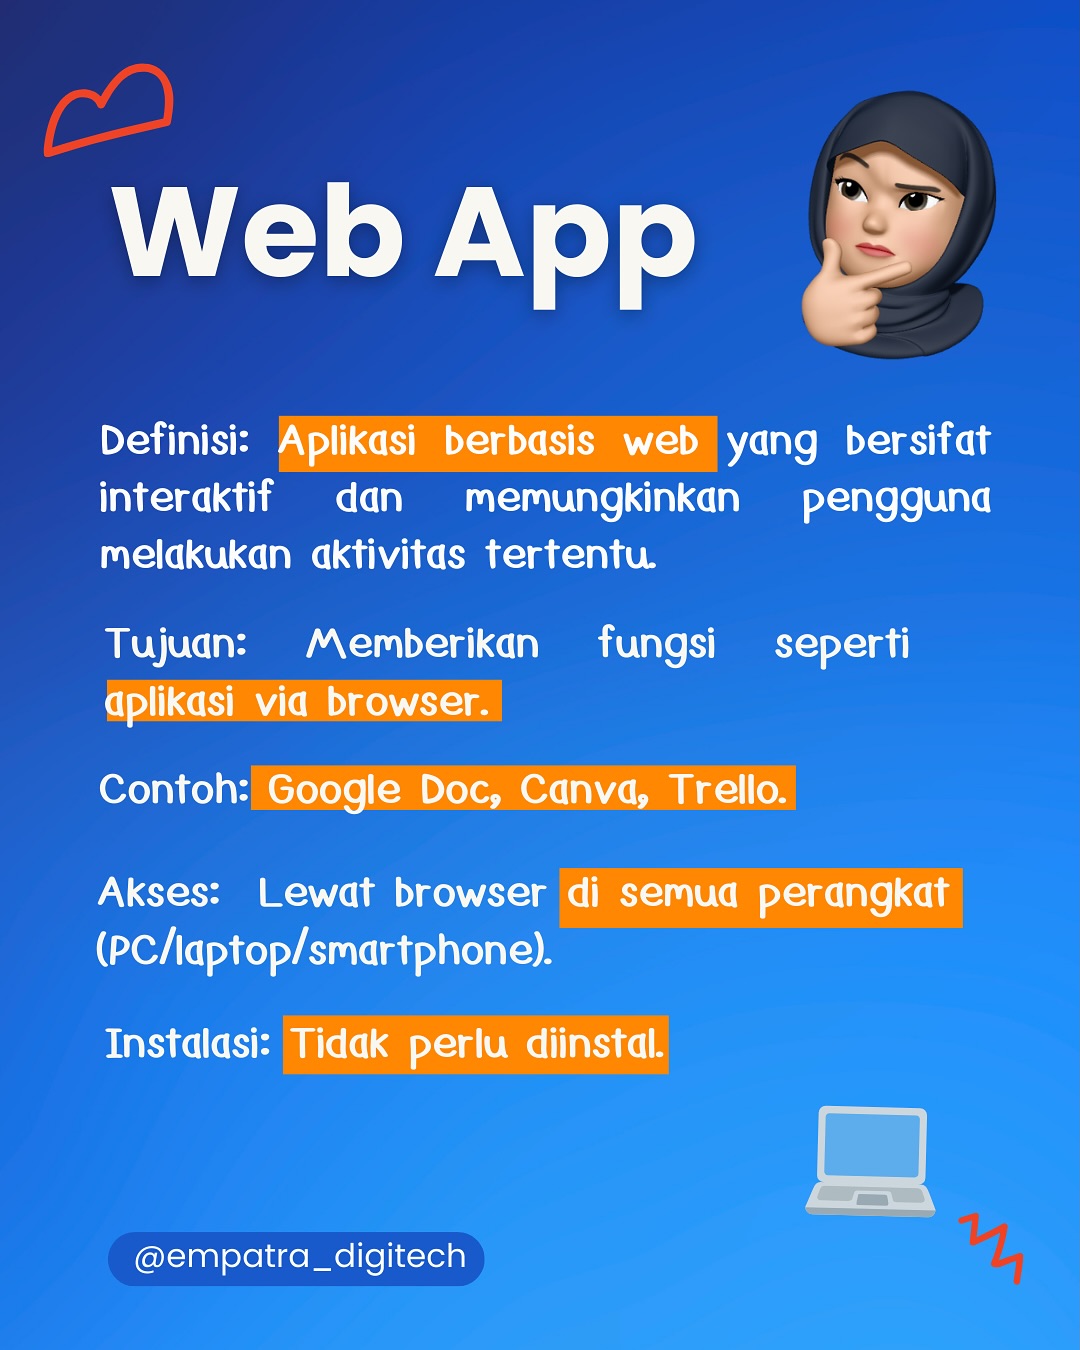 Web App
Definisi: Aplikasi berbasis web yang bersifat
interaktif dan memungkinkan pengguna
melakukan aktivitas tertentu.
Tujuan: Memberikan fungsi seperti
aplikasi via browser.
Contoh: Google Doc, Canva, Trello.
Akses: Lewat browser di semua perangkat
(PC/laptop/smartphone).
Instalasi: Tidak perlu diinstal.
@empatra_digitech